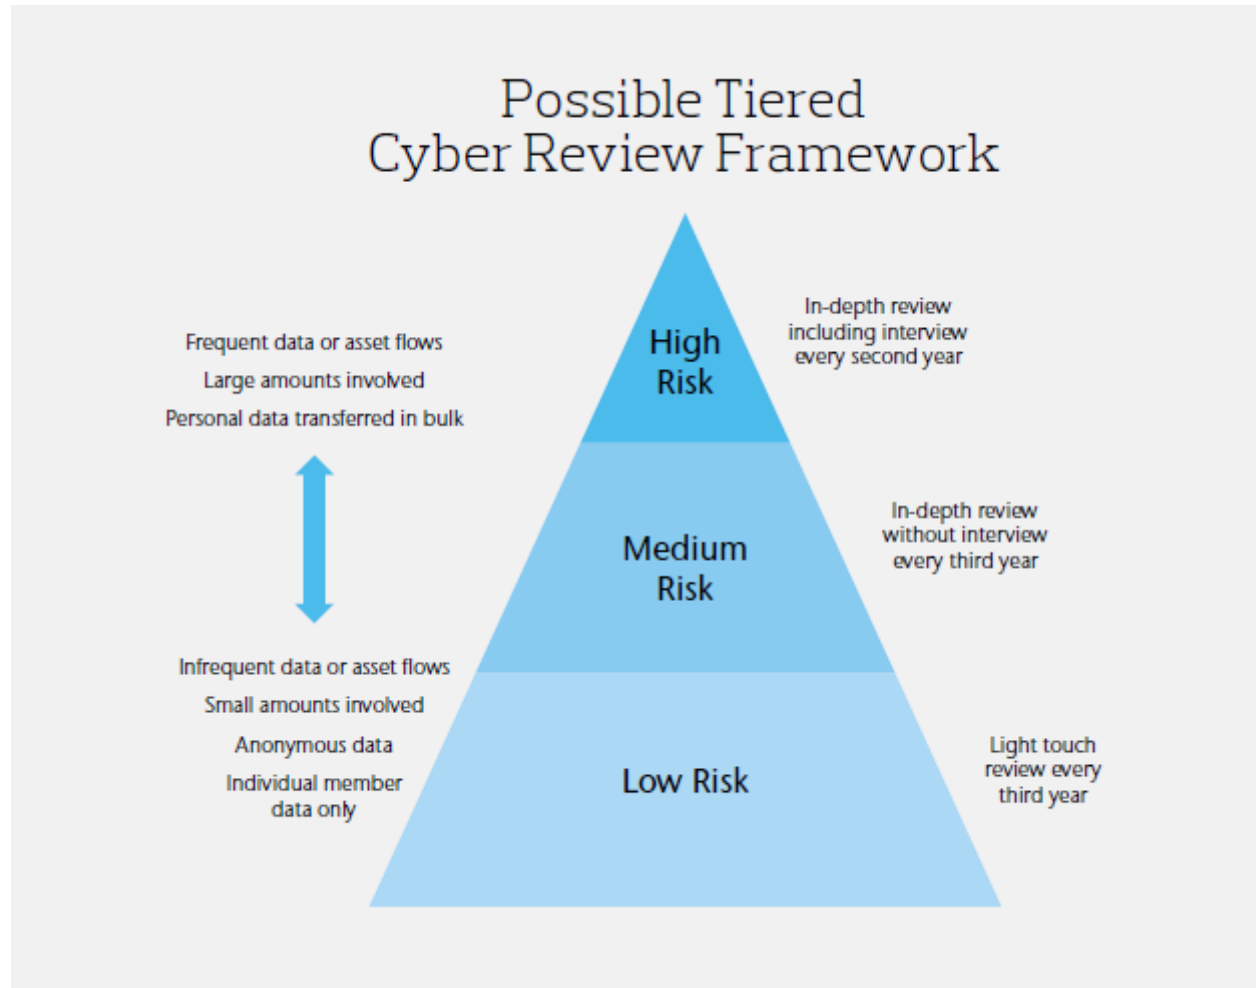 Possible Tiered
Cyber Review Framework
Frequent data or asset flows
Large amounts involved
Personal data transferred in bulk
High
Risk
In-depth review
including interview
every second year
Medium
Risk
In-depth review
without interview
every third year
Infrequent data or asset flows
Small amounts involved
Anonymous data
Individual member
data only
Low Risk
Light touch
review every
third year